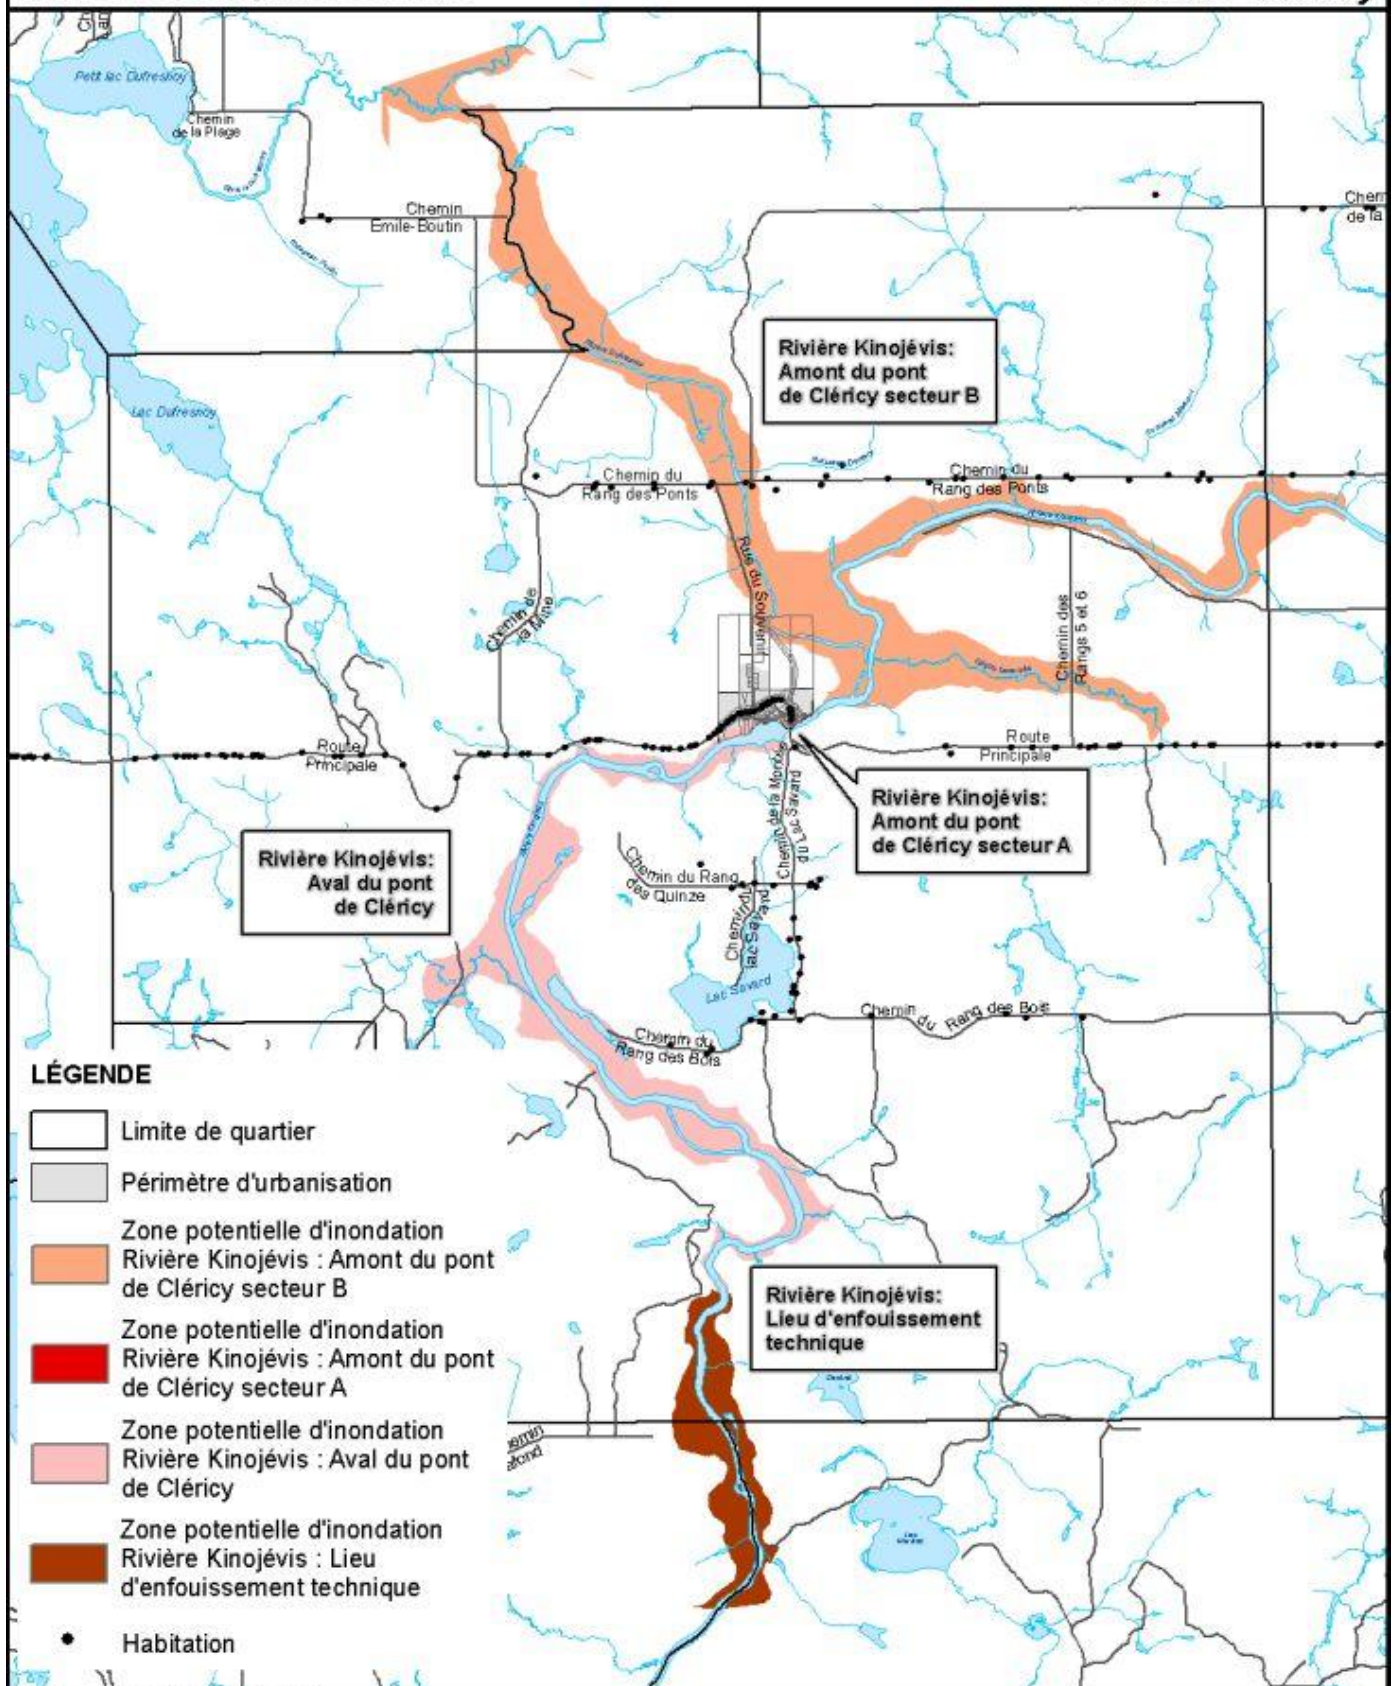 Petit lac Dufresnoy
Chemin
de la Plage
Chemin
Emile-Boutin
Chem
de la
Rivière Kinojévis:
Amont du pont
de Cléricy secteur B
Lac Dufresnoy
Chemin du
Rang des Ponts
Chemin du
Rang des Ponts
Rue du Souvenir
Chemin de
la Mine
Chemin des
Rangs 5 et 6
Route
Principale
Route
Principale
Rivière Kinojévis:
Amont du pont
de Cléricy secteur A
Chemin de la Montée
du Lac Savard
Rivière Kinojévis:
Aval du pont
de Cléricy
Chemin du Rang
des Quinze
Chemin du
lac Savard
Lac Savard
Chemin du Rang des Bois
Chemin du
Rang des Bois
LÉGENDE
Limite de quartier
Périmètre d'urbanisation
Zone potentielle d'inondation
Rivière Kinojévis : Amont du pont
de Cléricy secteur B
Zone potentielle d'inondation
Rivière Kinojévis : Amont du pont
de Cléricy secteur A
Zone potentielle d'inondation
Rivière Kinojévis : Aval du pont
de Cléricy
Zone potentielle d'inondation
Rivière Kinojévis : Lieu
d'enfouissement technique
Habitation
Rivière Kinojévis:
Lieu d'enfouissement
technique